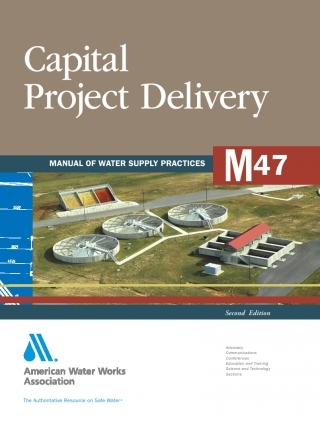 Capital
Project Delivery
MANUAL OF WATER SUPPLY PRACTICES
M47
Second Edition
American Water Works
Association
The Authoritative Resource on Safe Water™
Advocacy
Communications
Conferences
Education and Training
Science and Technology
Sections